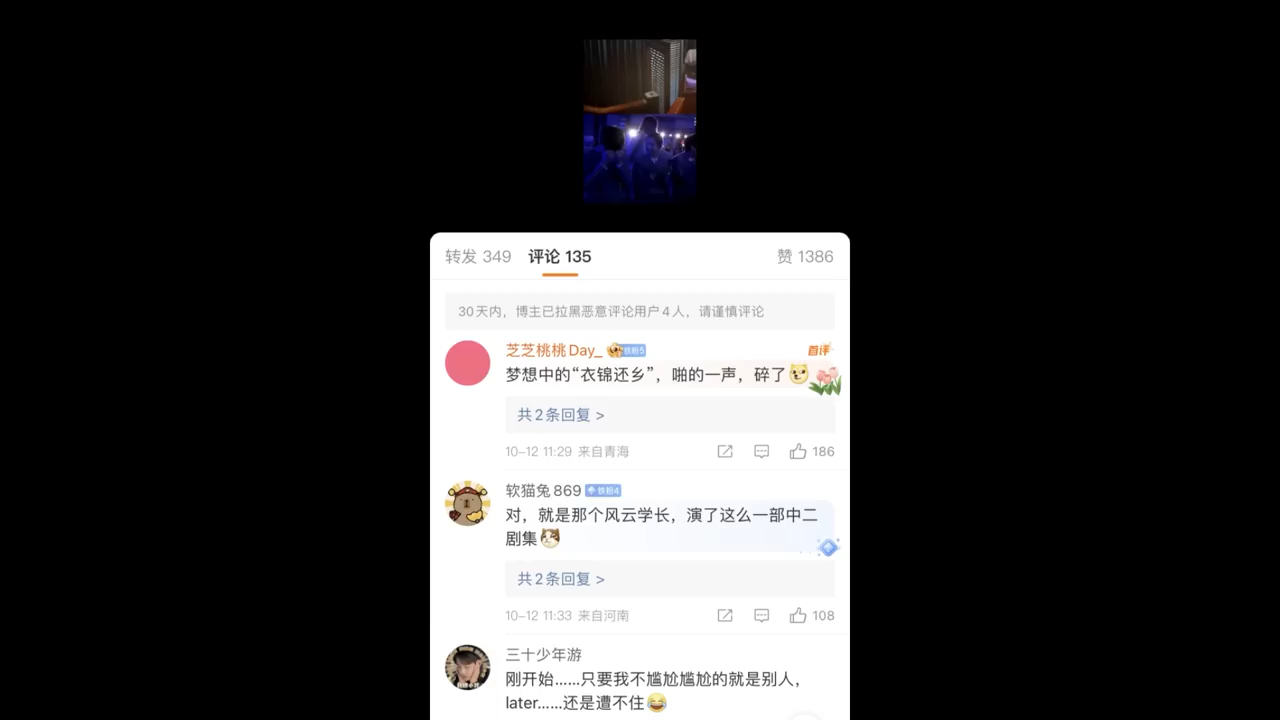 转发 349 评论 135 赞 1386
30天内，博主已拉黑恶意评论用户4人，请谨慎评论
芝芝桃桃Day_ 铁粉5 首评
梦想中的“衣锦还乡”，啪的一声，碎了
共2条回复 >
10-12 11:29 来自青海 186
软猫兔869 铁粉4
对，就是那个风云学长，演了这么一部中二
剧集
共2条回复 >
10-12 11:33 来自河南 108
三十少年游
刚开始……只要我不尴尬尴尬的就是别人，
later……还是遭不住